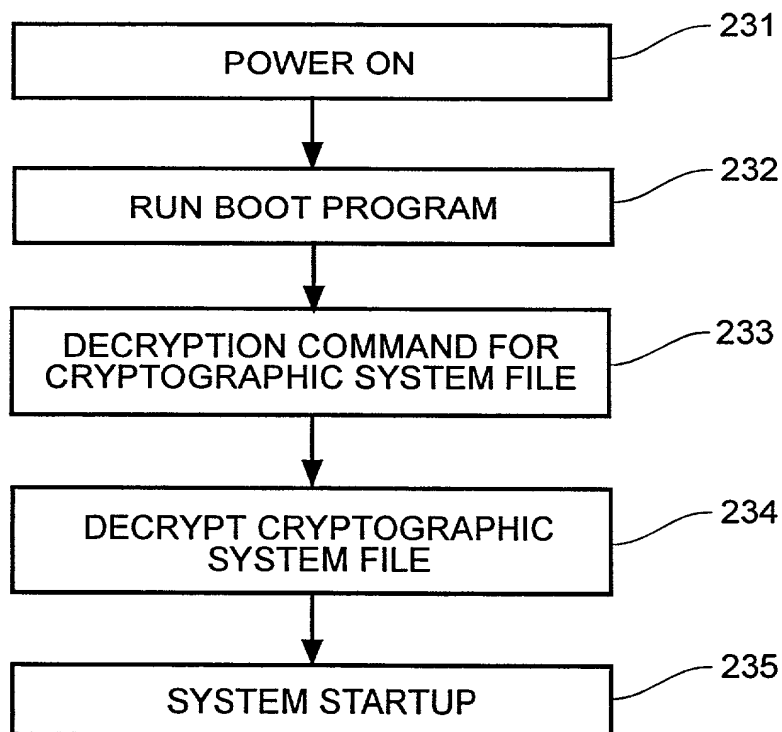 231
POWER ON
232
RUN BOOT PROGRAM
233
DECRYPTION COMMAND FOR
CRYPTOGRAPHIC SYSTEM FILE
234
DECRYPT CRYPTOGRAPHIC
SYSTEM FILE
235
SYSTEM STARTUP